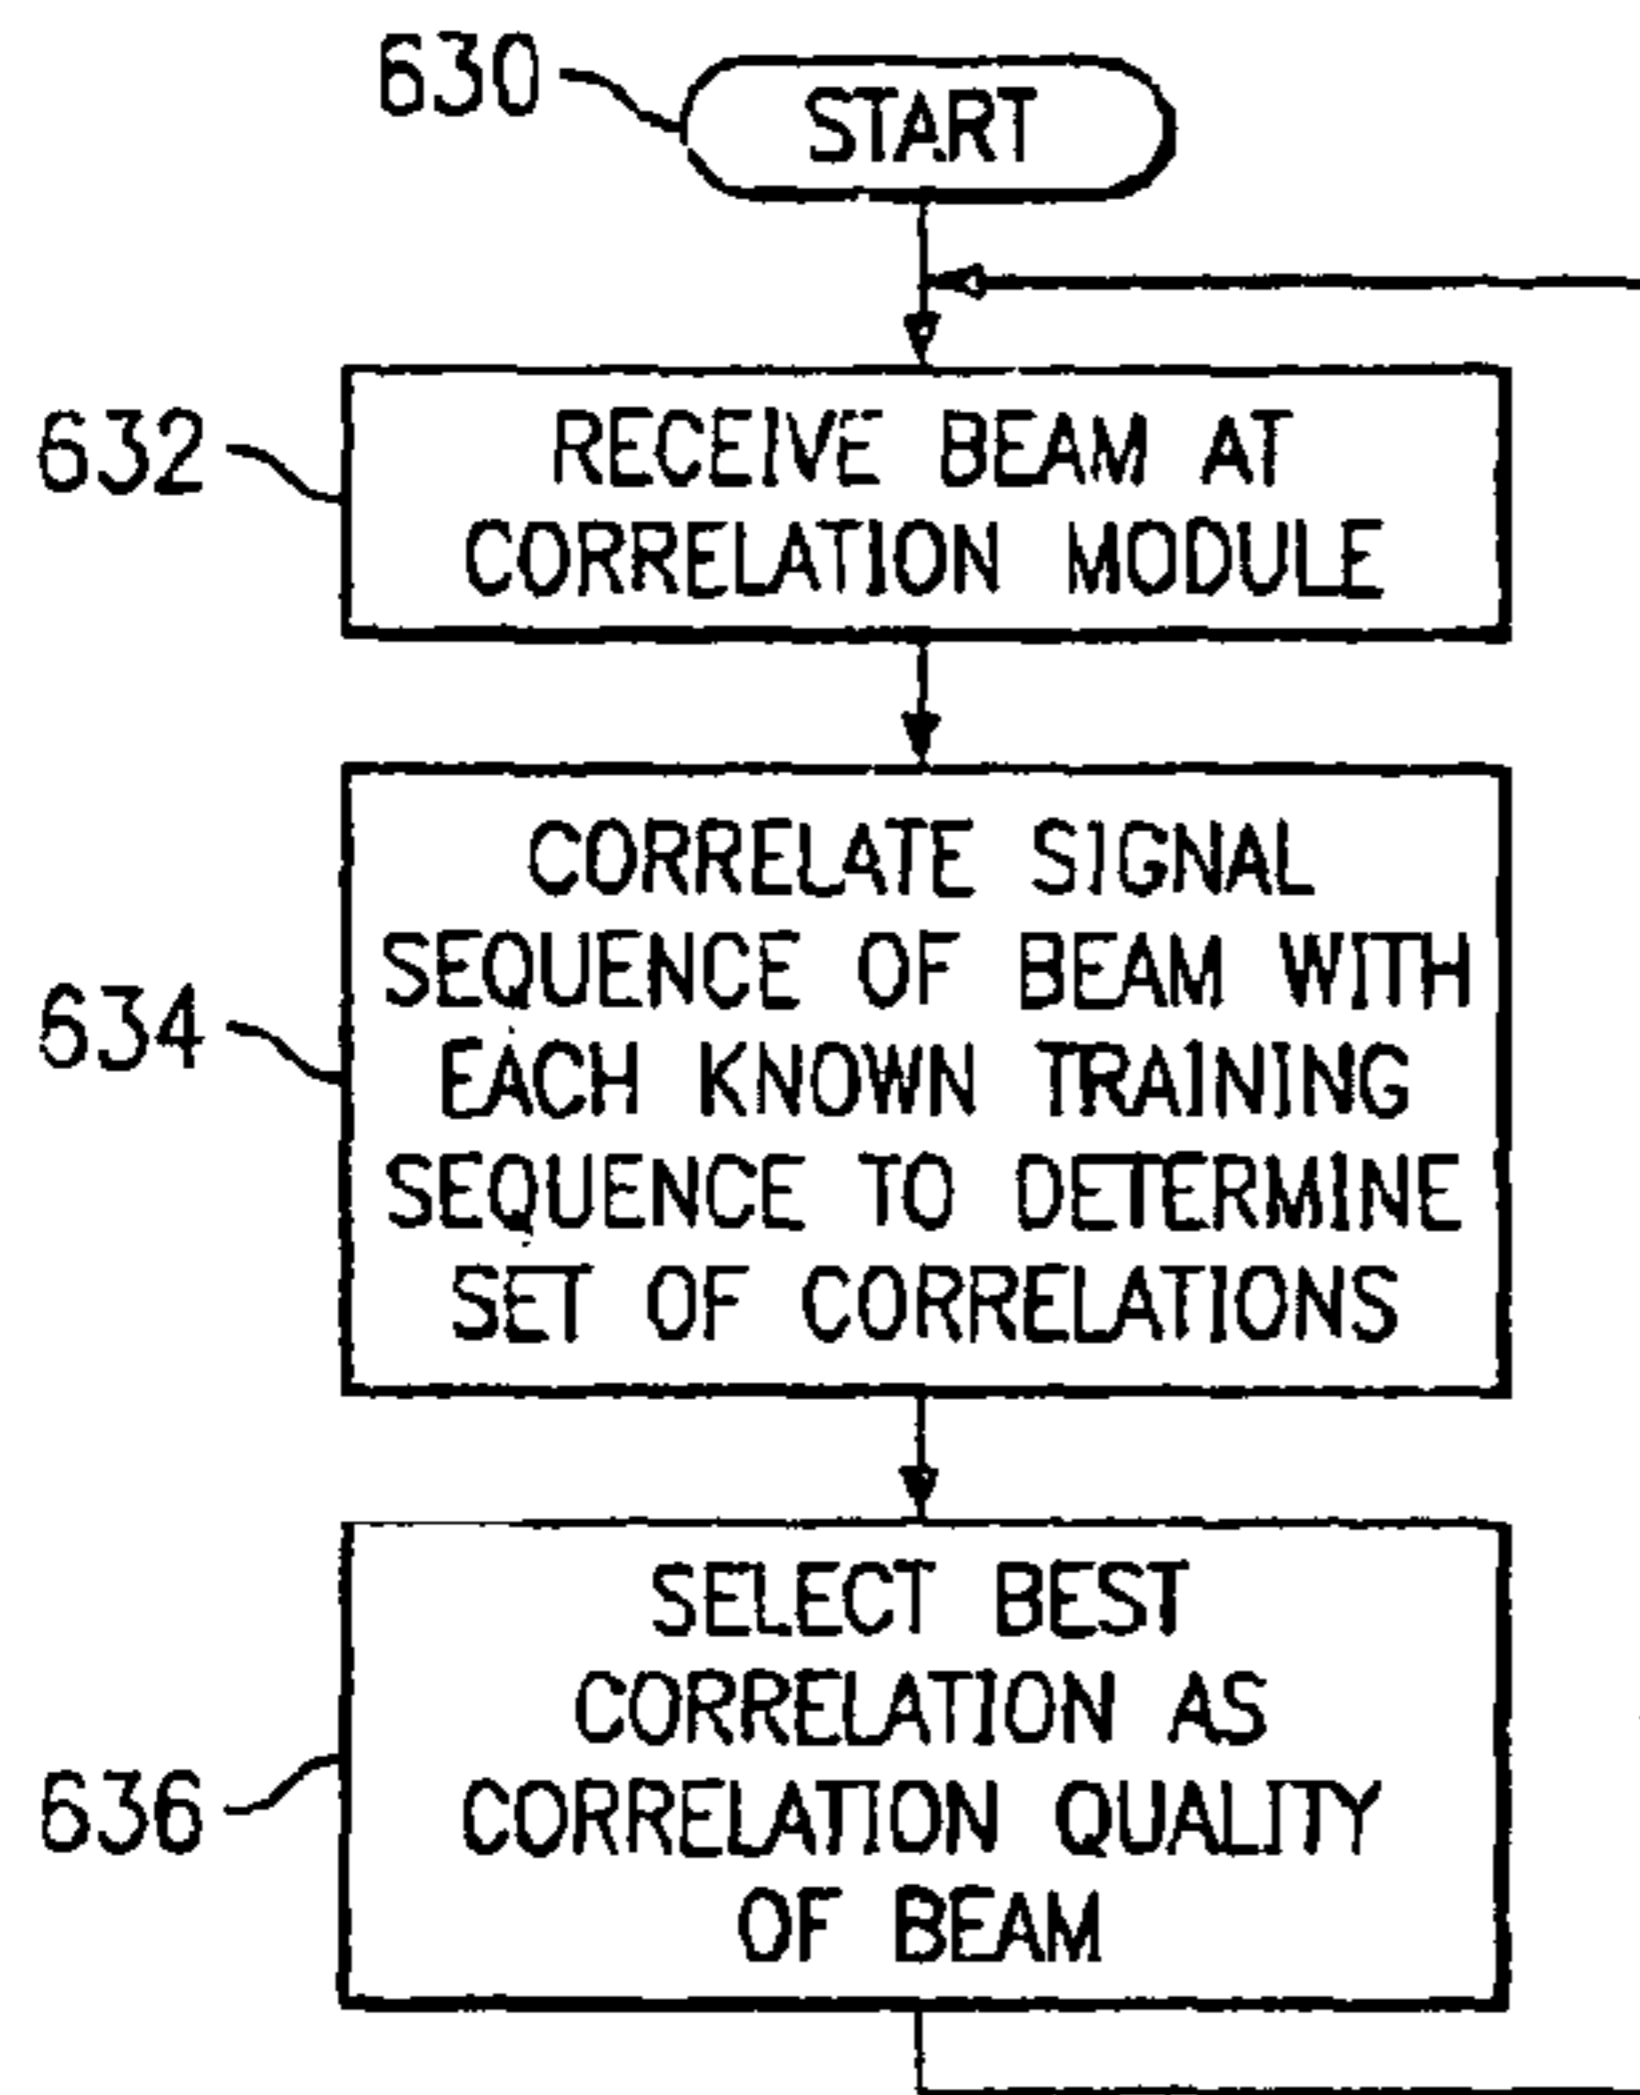 630
START
632
RECEIVE BEAM AT
CORRELATION MODULE
634
CORRELATE SIGNAL
SEQUENCE OF BEAM WITH
EACH KNOWN TRAINING
SEQUENCE TO DETERMINE
SET OF CORRELATIONS
636
SELECT BEST
CORRELATION AS
CORRELATION QUALITY
OF BEAM